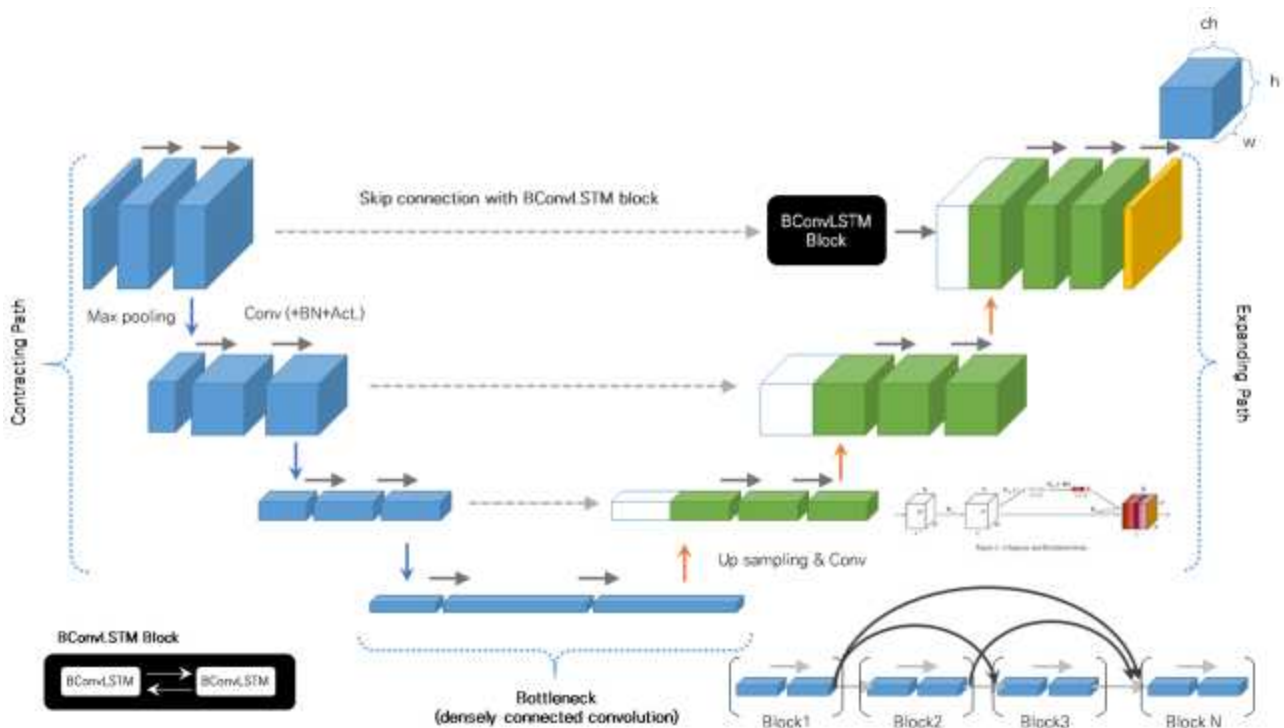 ch
h
w
Skip connection with BConvLSTM block
BConvLSTM
Block
Max pooling
Conv (+BN+Act.)
Contracting Path
Expanding Path
Up sampling & Conv
BConvLSTM Block
BConvLSTM
BConvLSTM
Bottleneck
(densely connected convolution)
Block1
Block2
Block3
Block N